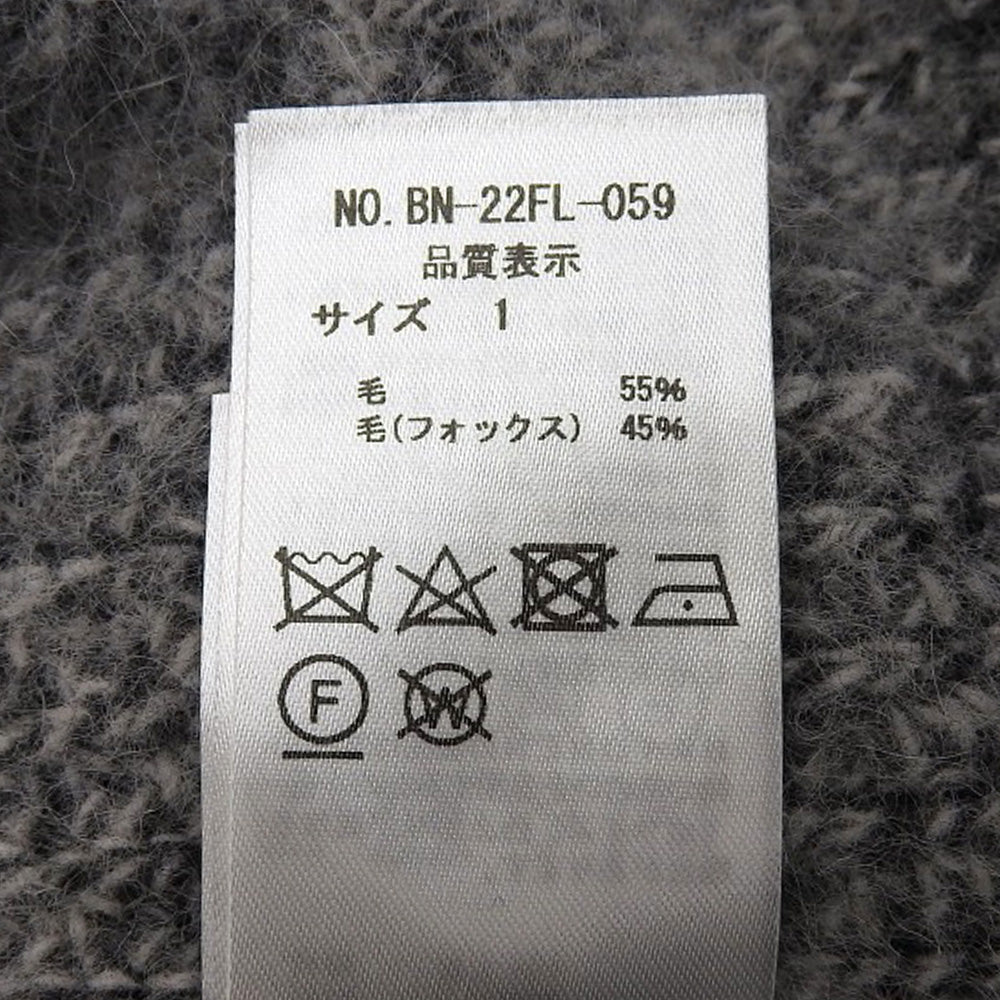 NO. BN-22FL-059
品質表示
サイズ 1
毛 55%
毛(フォックス) 45%
F W